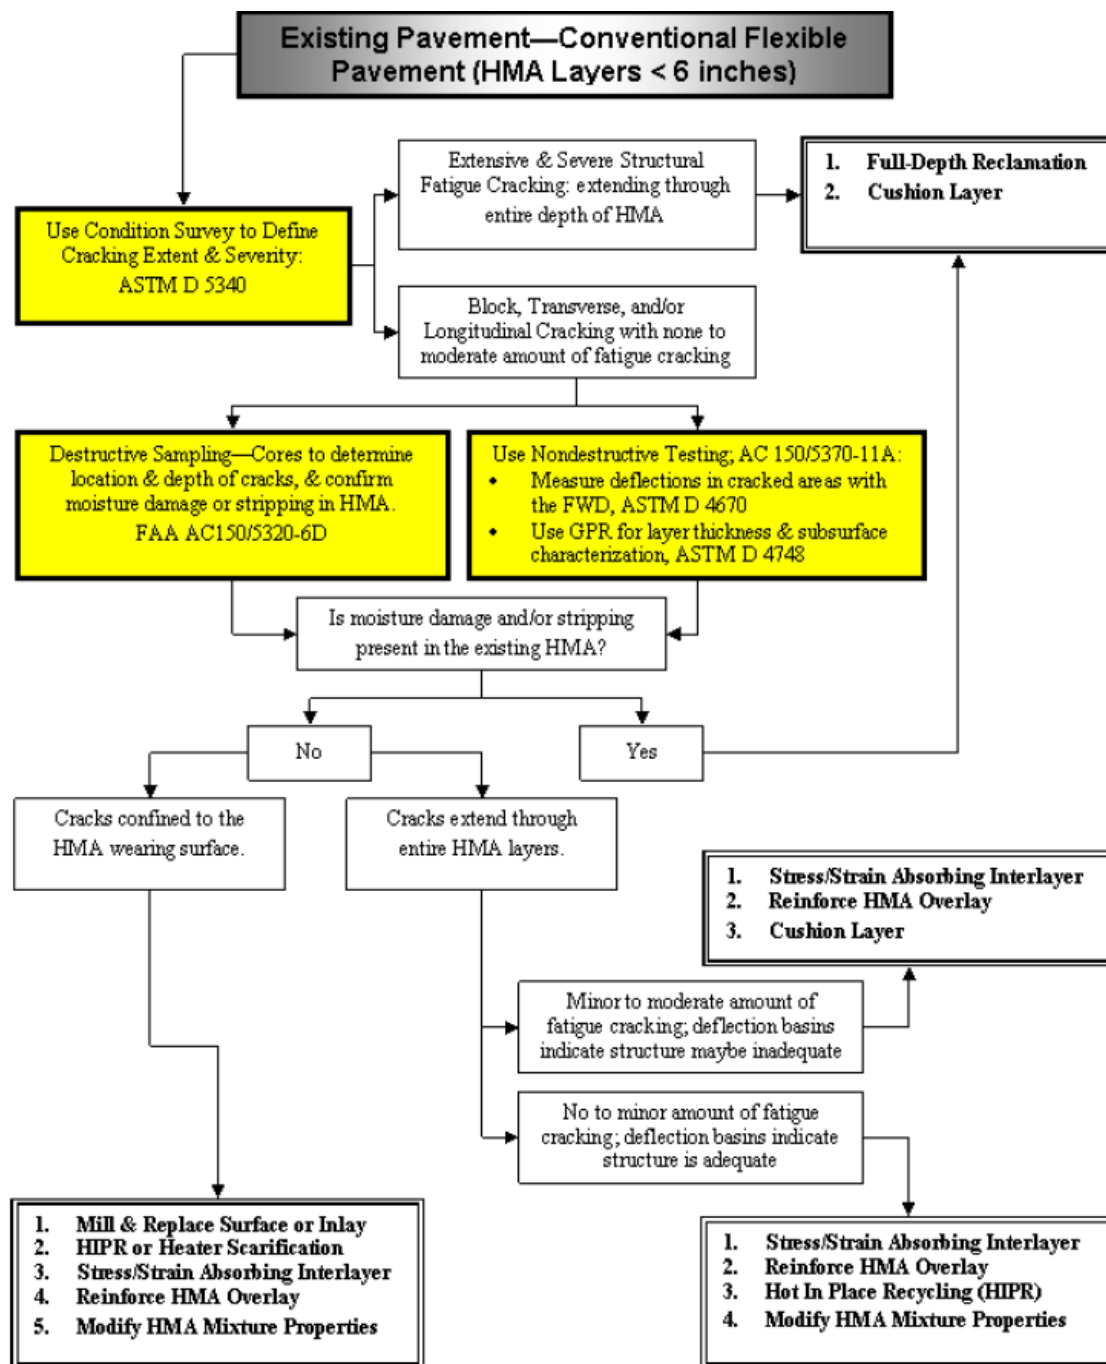 Existing Pavement—Conventional Flexible
Pavement (HMA Layers < 6 inches)
Extensive & Severe Structural
Fatigue Cracking: extending through
entire depth of HMA
1. Full-Depth Reclamation
2. Cushion Layer
Use Condition Survey to Define
Cracking Extent & Severity:
ASTM D 5340
Block, Transverse, and/or
Longitudinal Cracking with none to
moderate amount of fatigue cracking
Destructive Sampling—Cores to determine
location & depth of cracks, & confirm
moisture damage or stripping in HMA.
FAA AC150/5320-6D
Use Nondestructive Testing; AC 150/5370-11A:
• Measure deflections in cracked areas with
the FWD, ASTM D 4670
• Use GPR for layer thickness & subsurface
characterization, ASTM D 4748
Is moisture damage and/or stripping
present in the existing HMA?
No
Yes
Cracks confined to the
HMA wearing surface.
Cracks extend through
entire HMA layers.
1. Stress/Strain Absorbing Interlayer
2. Reinforce HMA Overlay
3. Cushion Layer
Minor to moderate amount of
fatigue cracking; deflection basins
indicate structure maybe inadequate
No to minor amount of fatigue
cracking; deflection basins indicate
structure is adequate
1. Mill & Replace Surface or Inlay
2. HIPR or Heater Scarification
3. Stress/Strain Absorbing Interlayer
4. Reinforce HMA Overlay
5. Modify HMA Mixture Properties
1. Stress/Strain Absorbing Interlayer
2. Reinforce HMA Overlay
3. Hot In Place Recycling (HIPR)
4. Modify HMA Mixture Properties